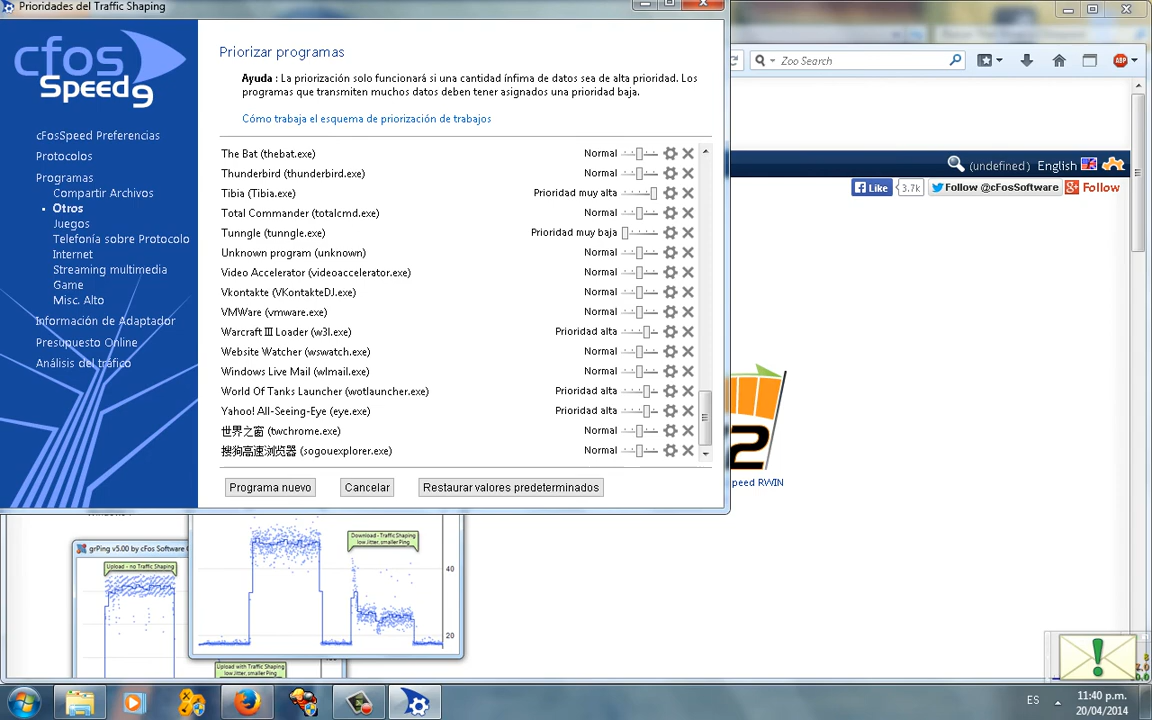 Prioridades del Traffic Shaping
cfos
Speed 9
cFosSpeed Preferencias
Protocolos
Programas
Compartir Archivos
Otros
Juegos
Telefonía sobre Protocolo
Internet
Streaming multimedia
Game
Misc. Alto
Información de Adaptador
Presupuesto Online
Análisis del tráfico
Priorizar programas
Ayuda : La priorización solo funcionará si una cantidad ínfima de datos sea de alta prioridad. Los
programas que transmiten muchos datos deben tener asignados una prioridad baja.
Cómo trabaja el esquema de priorización de trabajos
The Bat (thebat.exe) Normal
Thunderbird (thunderbird.exe) Normal
Tibia (Tibia.exe) Prioridad muy alta
Total Commander (totalcmd.exe) Normal
Tunngle (tunngle.exe) Prioridad muy baja
Unknown program (unknown) Normal
Video Accelerator (videoaccelerator.exe) Normal
Vkontakte (VKontakteDJ.exe) Normal
VMWare (vmware.exe) Normal
Warcraft III Loader (w3l.exe) Prioridad alta
Website Watcher (wswatch.exe) Normal
Windows Live Mail (wlmail.exe) Normal
World Of Tanks Launcher (wotlauncher.exe) Prioridad alta
Yahoo! All-Seeing-Eye (eye.exe) Prioridad alta
世界之窗 (twchrome.exe) Normal
搜狗高速浏览器 (sogouexplorer.exe) Normal
Programa nuevo Cancelar Restaurar valores predeterminados
Zoo Search
ABP
(undefined) English
Like 3.7k Follow @cFosSoftware Follow
2
peed RWIN
grPing v5.00 by cFos Software
Upload - no Traffic Shaping
Download - Traffic Shaping
low Jitter, smaller Ping
40
20
Upload with Traffic Shaping
low Jitter, smaller Ping
ES
11:40 p.m.
20/04/2014